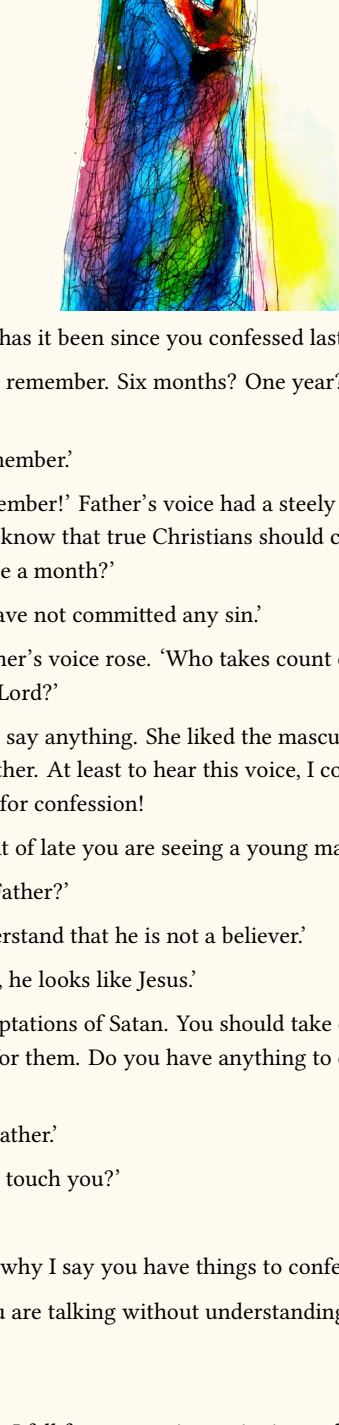 has it been since you confessed last
remember. Six months? One year?
member.’
ember!’ Father’s voice had a steely
know that true Christians should c
e a month?’
ave not committed any sin.’
her’s voice rose. ‘Who takes count
Lord?’
say anything. She liked the mascu
ther. At least to hear this voice, I co
for confession!
t of late you are seeing a young ma
Father?’
erstand that he is not a believer.’
, he looks like Jesus.’
ptations of Satan. You should take
for them. Do you have anything to
ather.’
touch you?’
why I say you have things to confe
u are talking without understanding